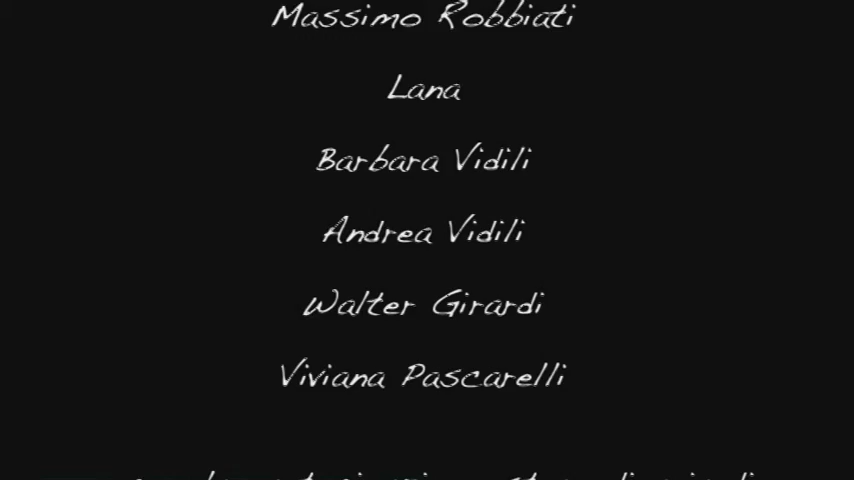 Massimo Robbiati
Lana
Barbara Vidili
Andrea Vidili
Walter Girardi
Viviana Pascarelli